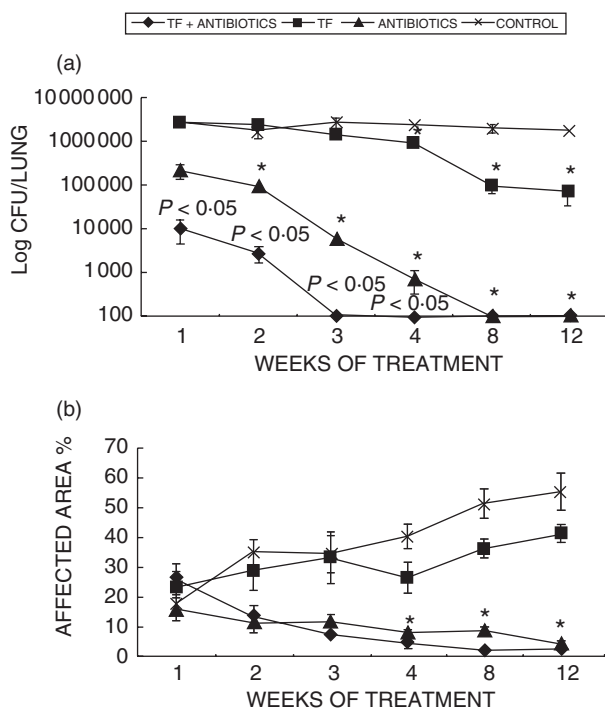 TF + ANTIBIOTICS TF ANTIBIOTICS CONTROL
(a)
Log CFU/LUNG
10 000 000
1000 000
100 000
10 000
1000
100
* * * * * * * *
P < 0·05
P < 0·05
P < 0·05
P < 0·05
1 2 3 4 8 12
WEEKS OF TREATMENT
(b)
AFFECTED AREA %
70
60
50
40
30
20
10
0
* * *
1 2 3 4 8 12
WEEKS OF TREATMENT